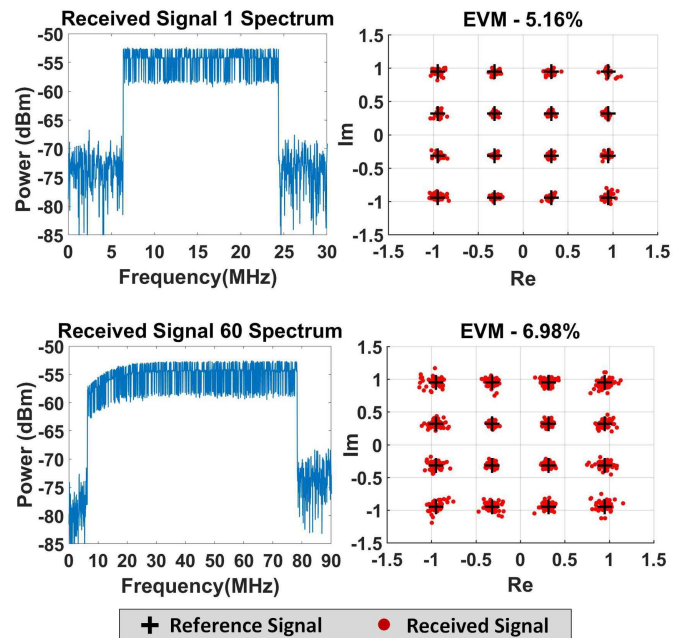 Received Signal 1 Spectrum
EVM - 5.16%
Power (dBm)
-50
-55
-60
-65
-70
-75
-80
-85
0 5 10 15 20 25 30
Frequency(MHz)
Im
1.5
1
0.5
0
-0.5
-1
-1.5
-1.5 -1 -0.5 0 0.5 1 1.5
Re
Received Signal 60 Spectrum
EVM - 6.98%
Power (dBm)
-50
-55
-60
-65
-70
-75
-80
-85
0 10 20 30 40 50 60 70 80 90
Frequency(MHz)
Im
1.5
1
0.5
0
-0.5
-1
-1.5
-1.5 -1 -0.5 0 0.5 1 1.5
Re
Reference Signal Received Signal